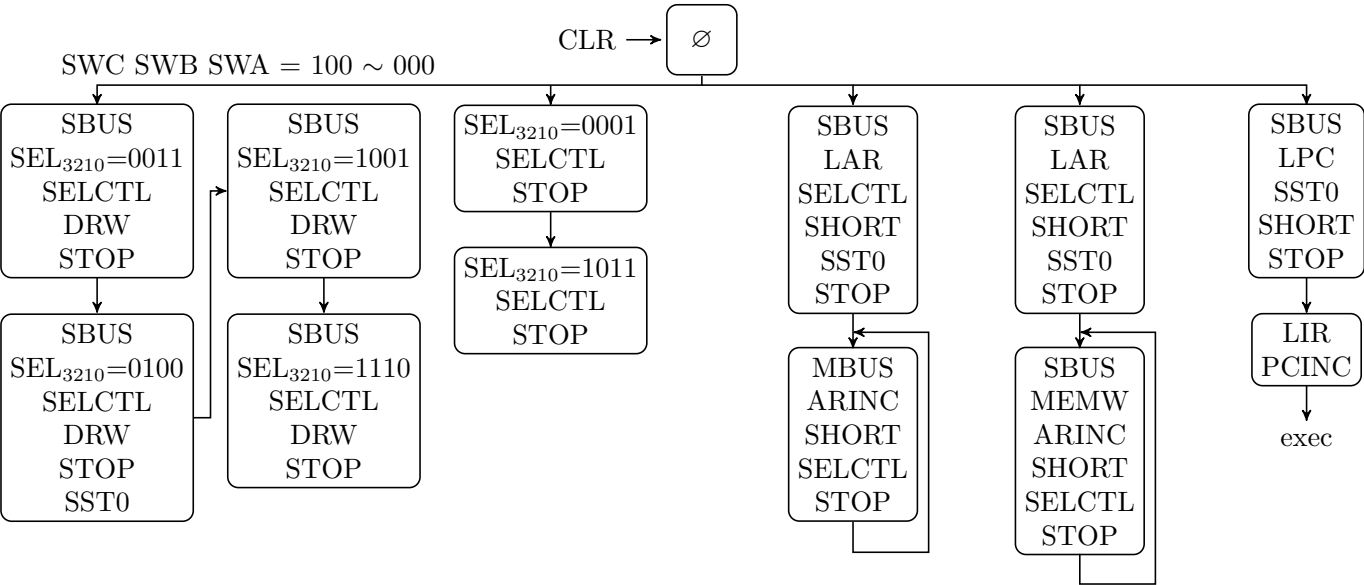 CLR
∅
SWC SWB SWA = 100 ∼ 000
SBUS
SEL3210=0011
SELCTL
DRW
STOP
SBUS
SEL3210=0100
SELCTL
DRW
STOP
SST0
SBUS
SEL3210=1001
SELCTL
DRW
STOP
SBUS
SEL3210=1110
SELCTL
DRW
STOP
SEL3210=0001
SELCTL
STOP
SEL3210=1011
SELCTL
STOP
SBUS
LAR
SELCTL
SHORT
SST0
STOP
MBUS
ARINC
SHORT
SELCTL
STOP
SBUS
LAR
SELCTL
SHORT
SST0
STOP
SBUS
MEMW
ARINC
SHORT
SELCTL
STOP
SBUS
LPC
SST0
SHORT
STOP
LIR
PCINC
exec